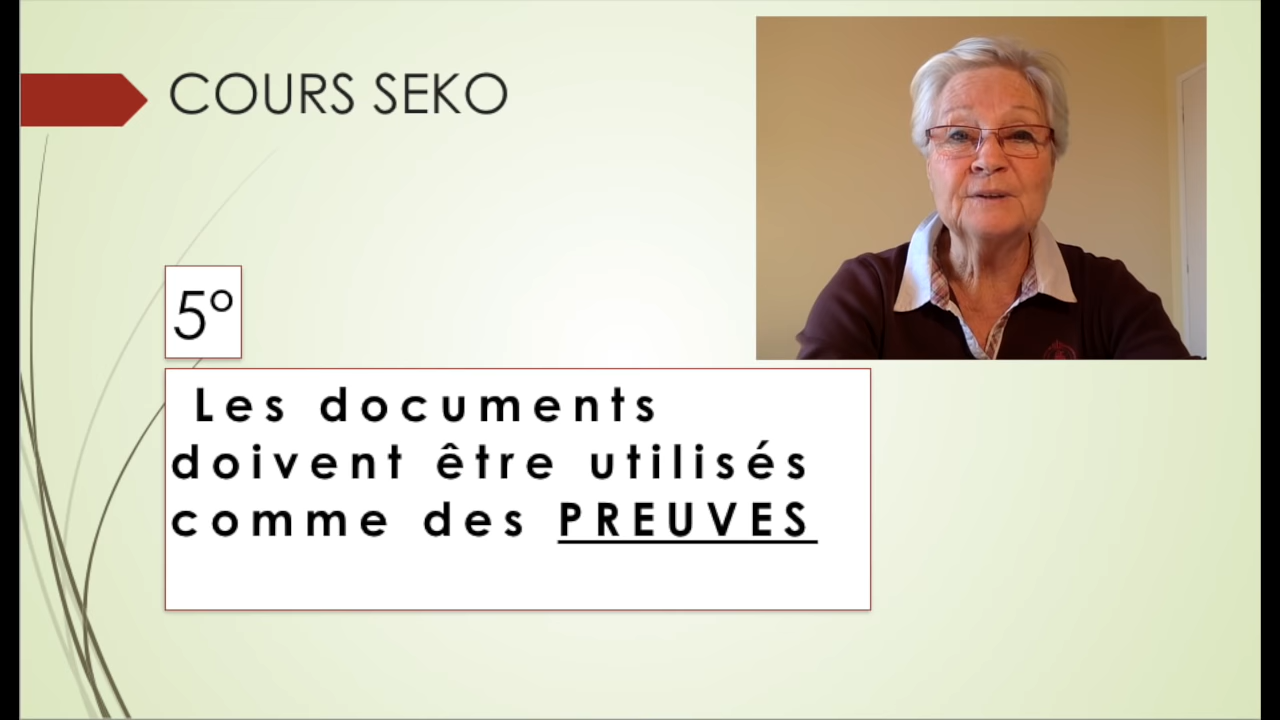 COURS SEKO
5°
Les documents
doivent être utilisés
comme des PREUVES